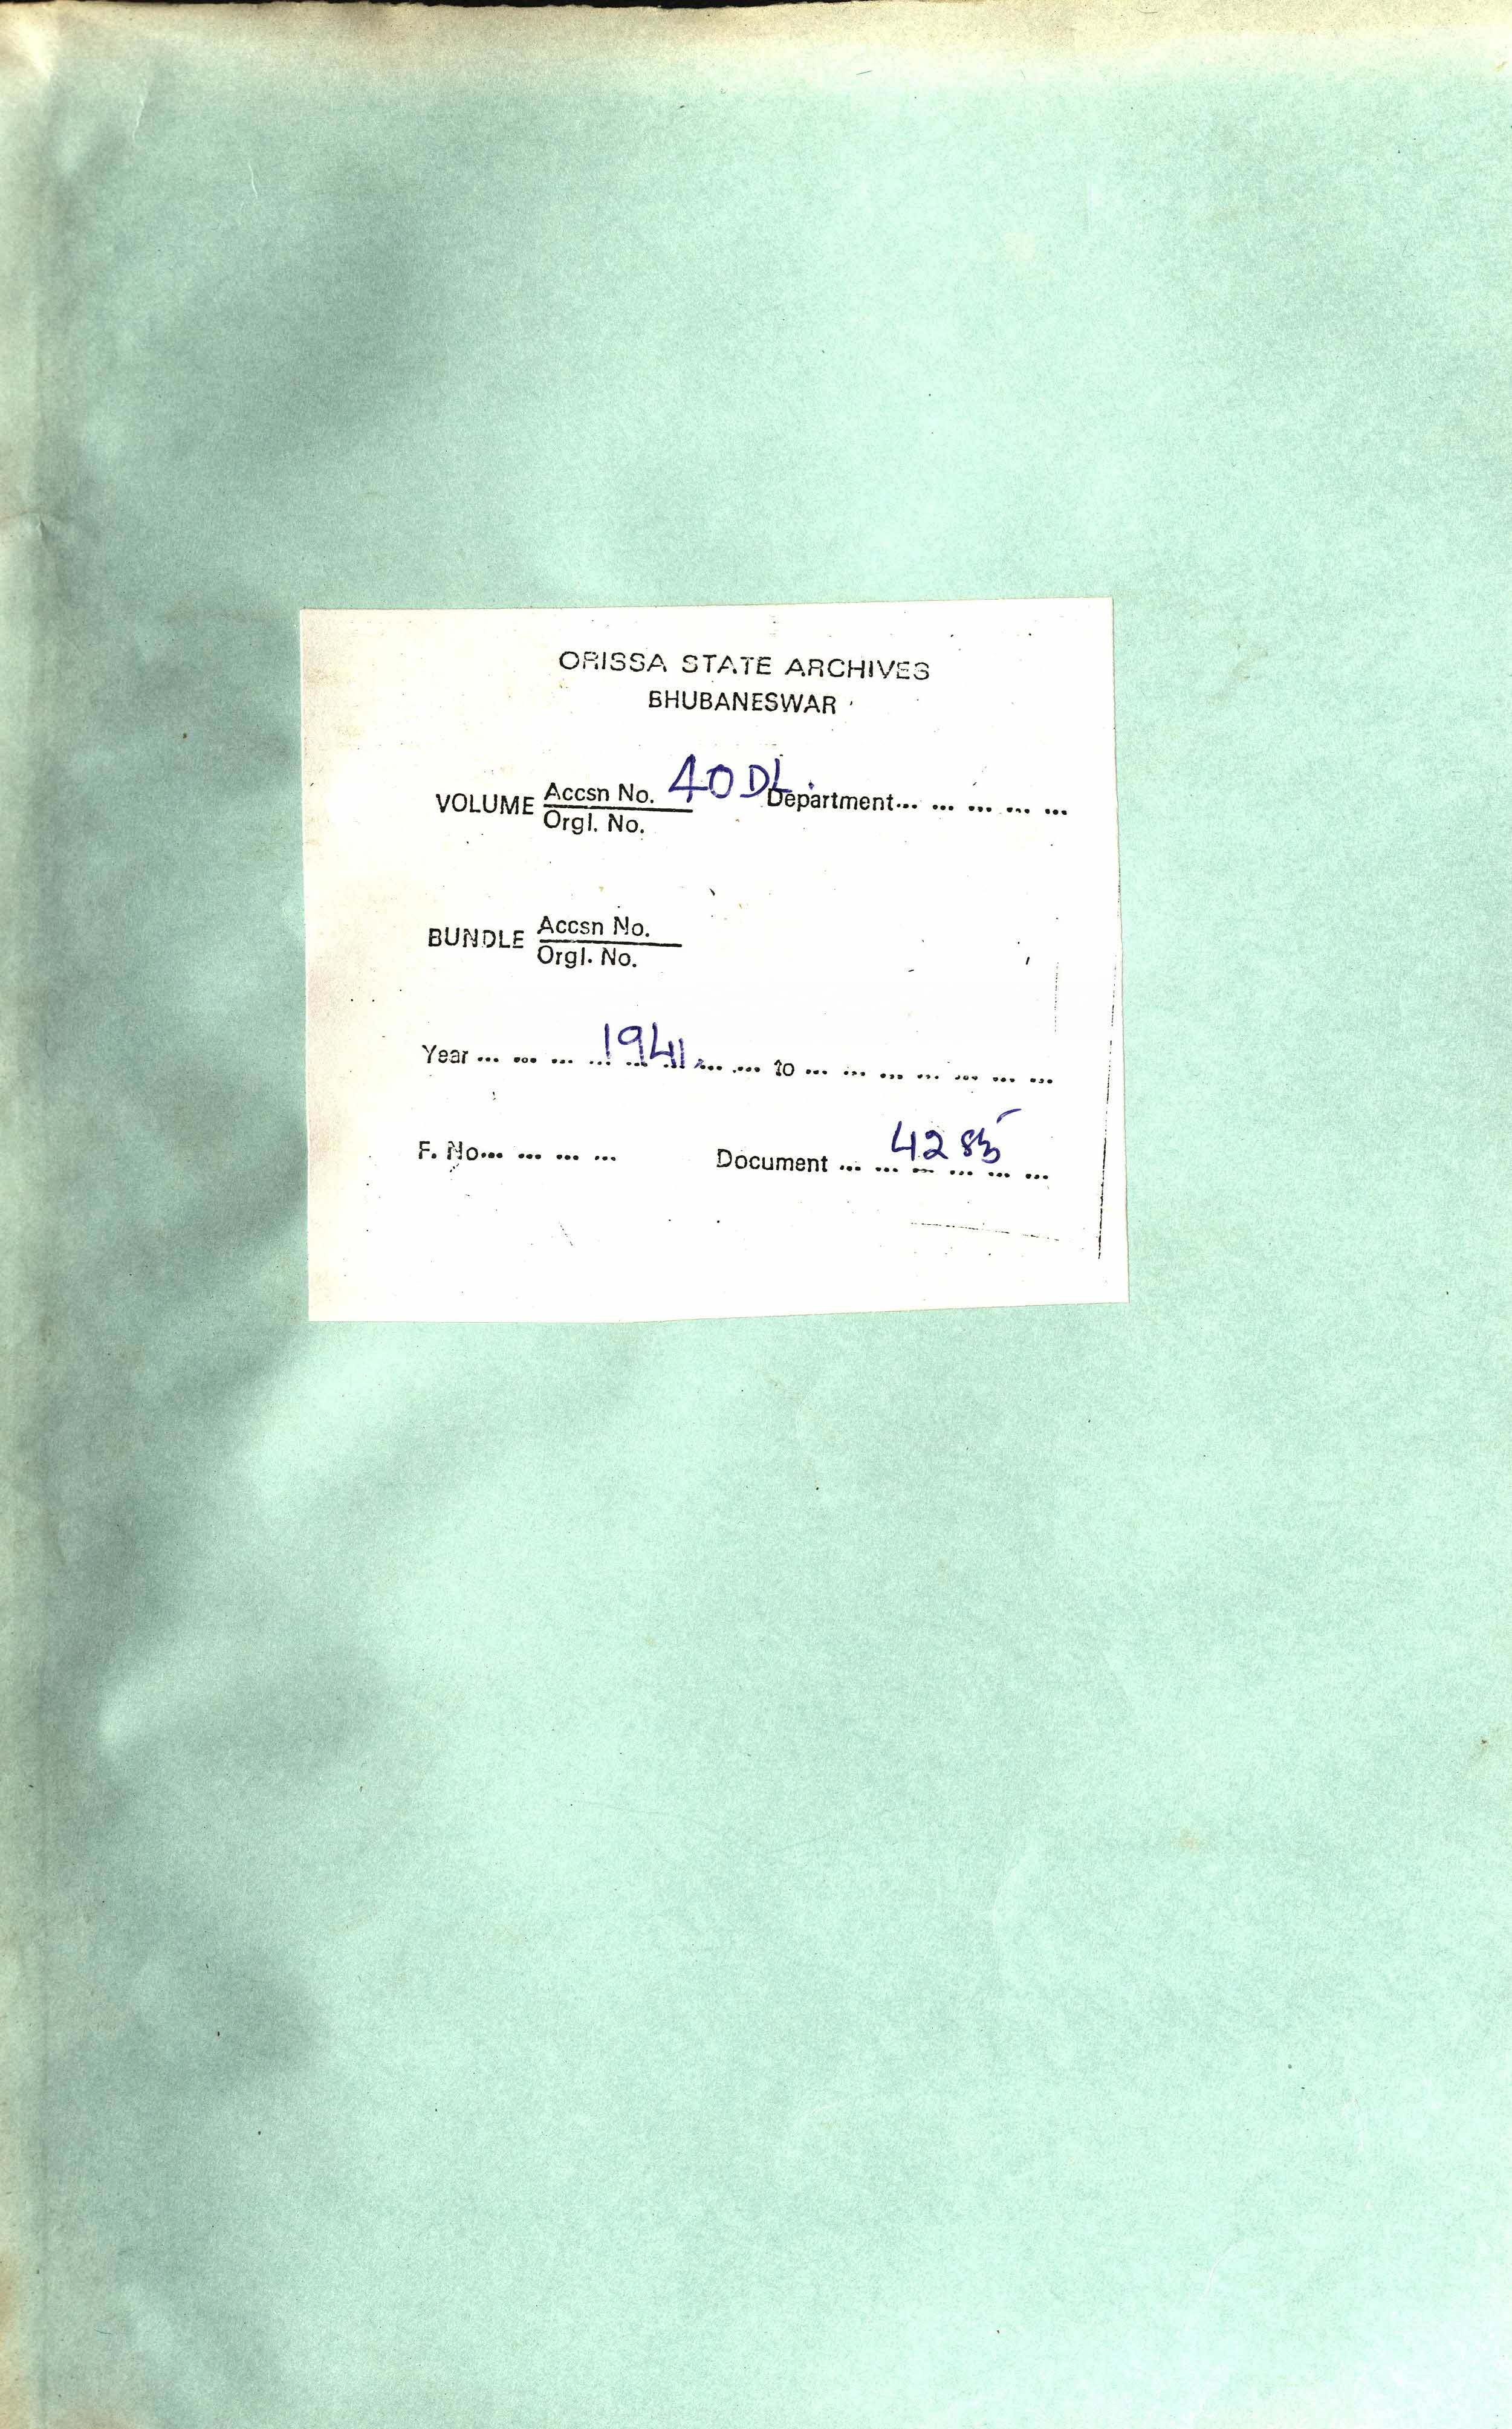 ORISSA STATE ARCHIVES
BHUBANESWAR
VOLUME Accsn No. 40 DL Department... ... ... ... ...
Orgl. No.
BUNDLE Accsn No.
Orgl. No.
Year ... ... ... ... 1941 ... ... to ... ... ... ... ... ... ...
F. No... ... ... ... Document ... ... 4285 ... ... ... ...